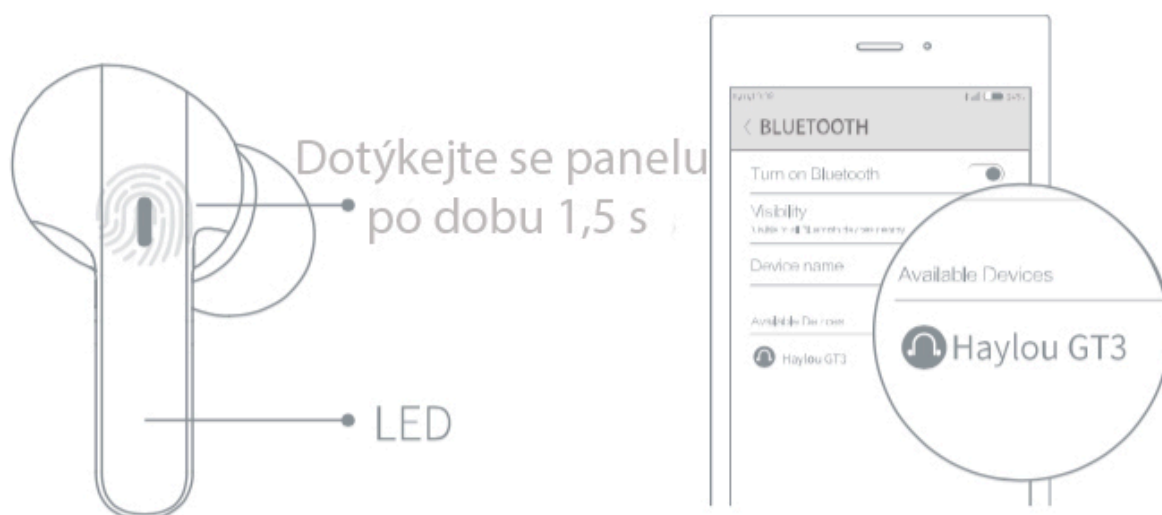 Dotýkejte se panelu
po dobu 1,5 s
LED
BLUETOOTH
Turn on Bluetooth
Visibility
Device name
Available Devices
Haylou GT3
Available Devices
Haylou GT3